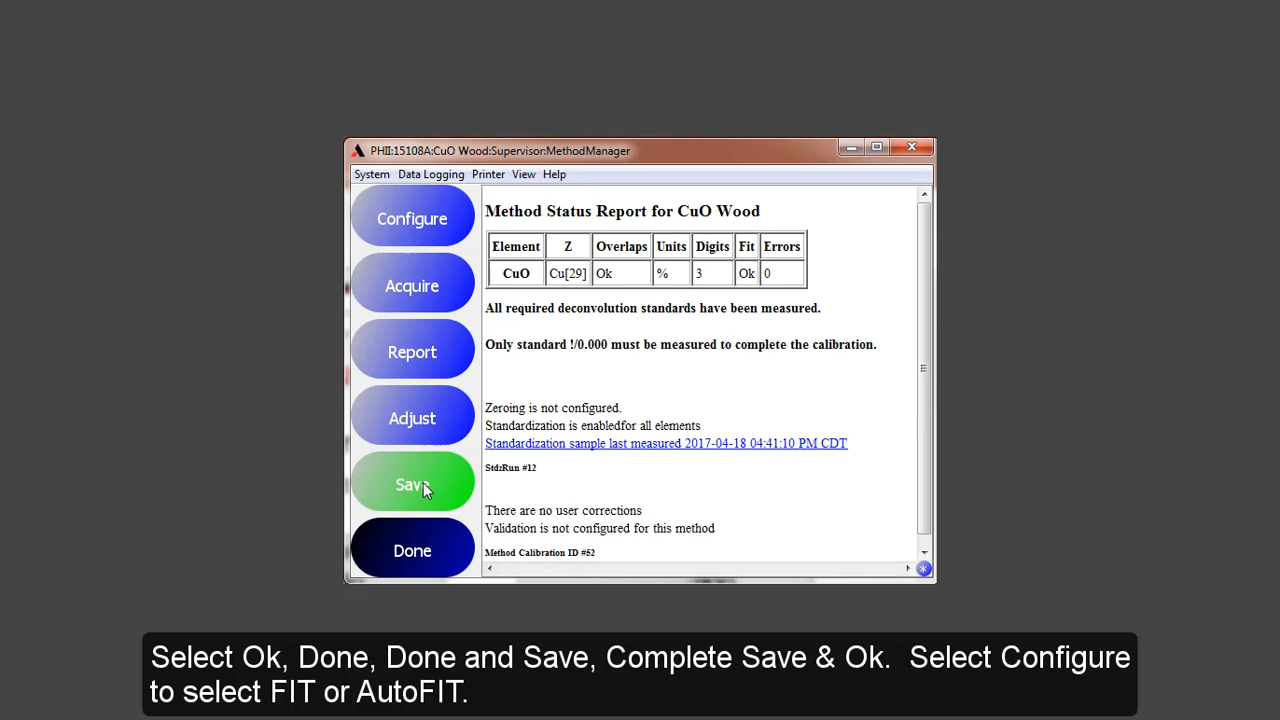 PHII:15108A:CuO Wood:Supervisor:MethodManager
System Data Logging Printer View Help
Configure
Acquire
Report
Adjust
Save
Done
Method Status Report for CuO Wood
Element Z Overlaps Units Digits Fit Errors
CuO Cu[29] Ok % 3 Ok 0
All required deconvolution standards have been measured.
Only standard !/0.000 must be measured to complete the calibration.
Zeroing is not configured.
Standardization is enabledfor all elements
Standardization sample last measured 2017-04-18 04:41:10 PM CDT
StdzRun #12
There are no user corrections
Validation is not configured for this method
Method Calibration ID #52
Select Ok, Done, Done and Save, Complete Save & Ok. Select Configure
to select FIT or AutoFIT.